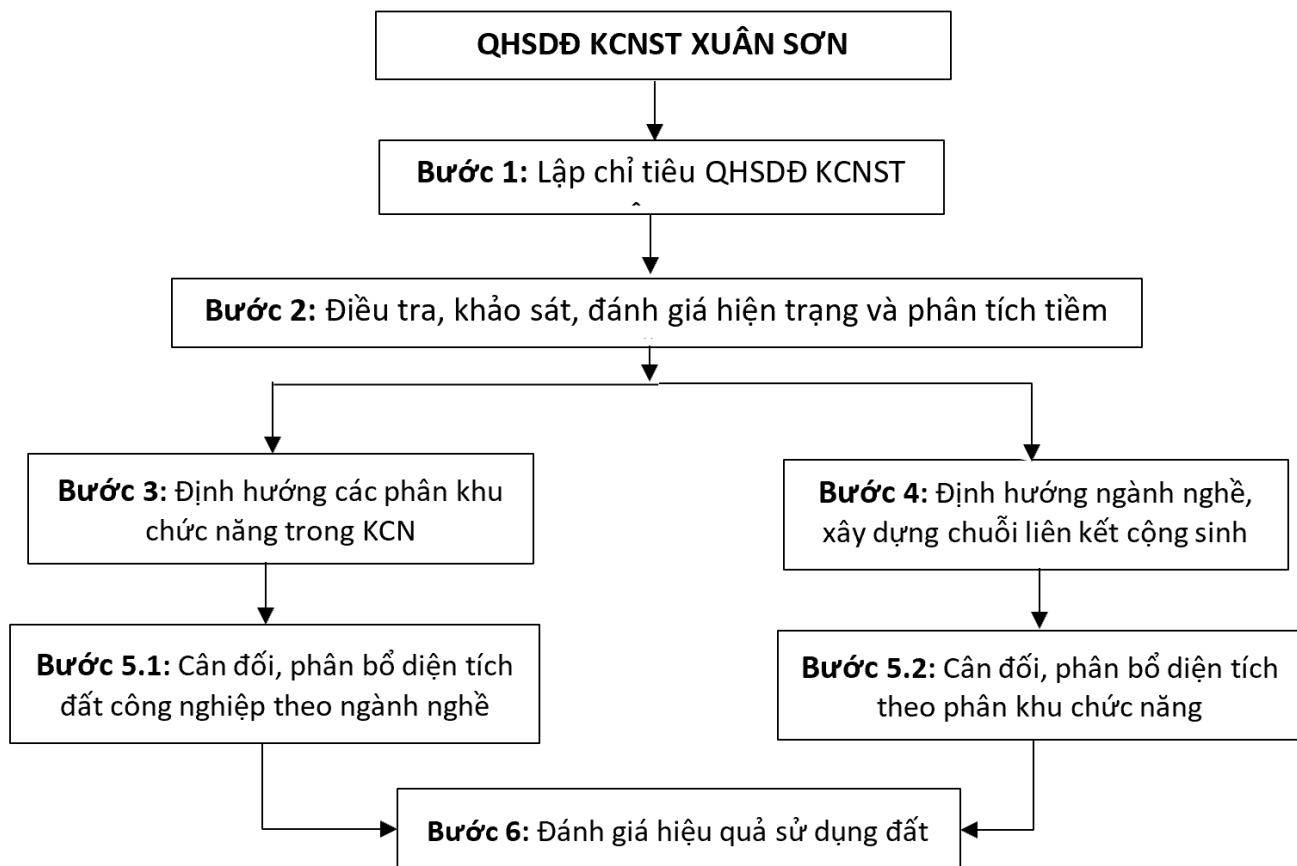 QHSDĐ KCNST XUÂN SƠN
Bước 1: Lập chỉ tiêu QHSDĐ KCNST
Bước 2: Điều tra, khảo sát, đánh giá hiện trạng và phân tích tiềm
Bước 3: Định hướng các phân khu
chức năng trong KCN
Bước 4: Định hướng ngành nghề,
xây dựng chuỗi liên kết cộng sinh
Bước 5.1: Cân đối, phân bổ diện tích
đất công nghiệp theo ngành nghề
Bước 5.2: Cân đối, phân bổ diện tích
theo phân khu chức năng
Bước 6: Đánh giá hiệu quả sử dụng đất